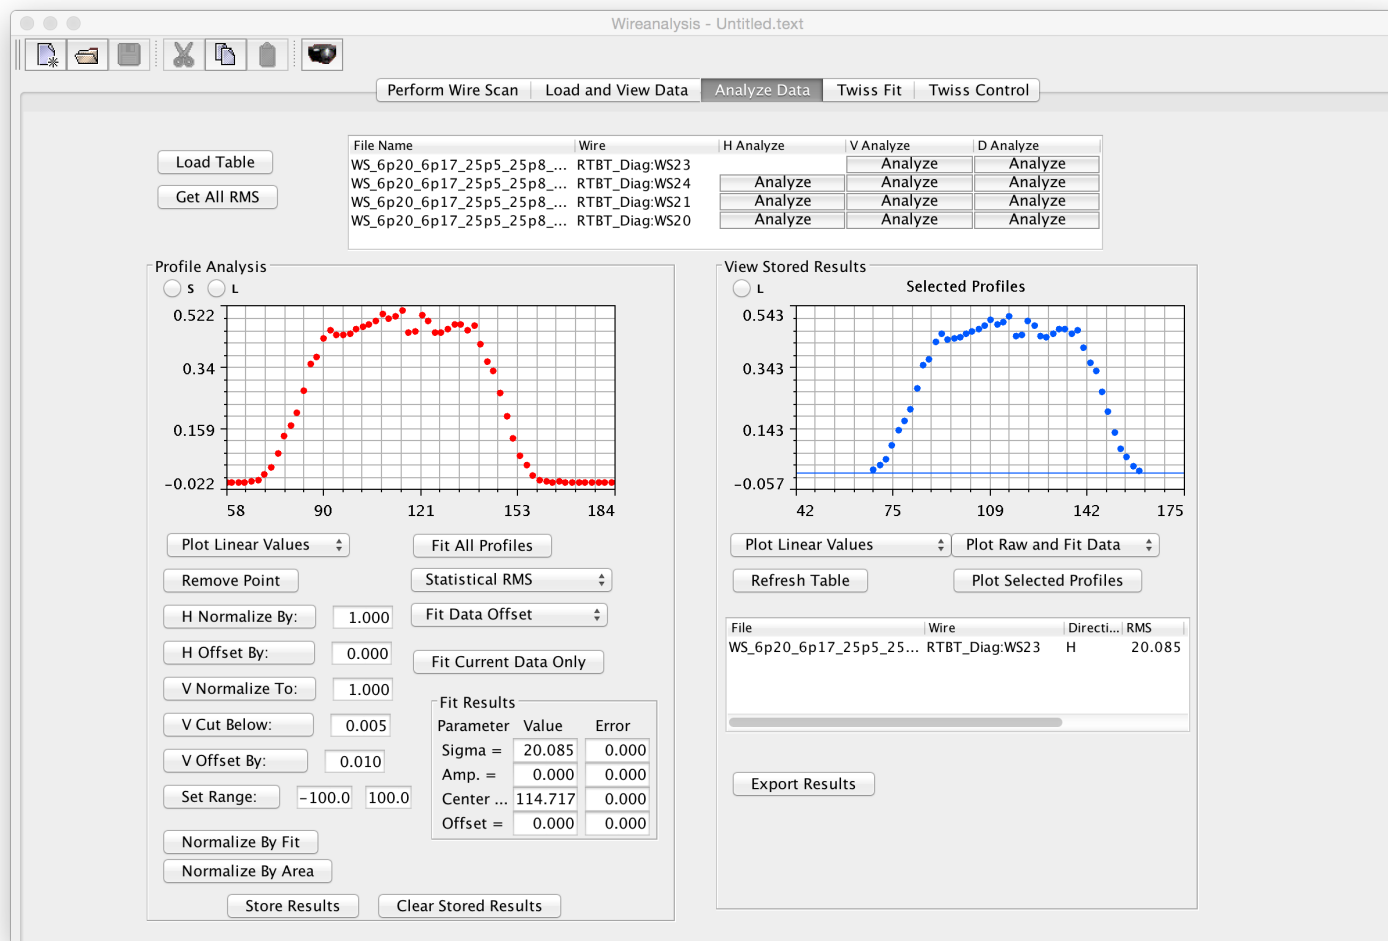 Wireanalysis - Untitled.text
Perform Wire Scan Load and View Data Analyze Data Twiss Fit Twiss Control
Load Table
Get All RMS
File Name Wire H Analyze V Analyze D Analyze
WS_6p20_6p17_25p5_25p8_... RTBT_Diag:WS23 Analyze Analyze
WS_6p20_6p17_25p5_25p8_... RTBT_Diag:WS24 Analyze Analyze Analyze
WS_6p20_6p17_25p5_25p8_... RTBT_Diag:WS21 Analyze Analyze Analyze
WS_6p20_6p17_25p5_25p8_... RTBT_Diag:WS20 Analyze Analyze Analyze
Profile Analysis
S L
0.522
0.34
0.159
-0.022
58 90 121 153 184
Plot Linear Values
Fit All Profiles
Remove Point
Statistical RMS
H Normalize By: 1.000
Fit Data Offset
H Offset By: 0.000
Fit Current Data Only
V Normalize To: 1.000
V Cut Below: 0.005
V Offset By: 0.010
Set Range: -100.0 100.0
Fit Results
Parameter Value Error
Sigma = 20.085 0.000
Amp. = 0.000 0.000
Center ... 114.717 0.000
Offset = 0.000 0.000
Normalize By Fit
Normalize By Area
Store Results Clear Stored Results
View Stored Results
L
Selected Profiles
0.543
0.343
0.143
-0.057
42 75 109 142 175
Plot Linear Values Plot Raw and Fit Data
Refresh Table Plot Selected Profiles
File Wire Directi... RMS
WS_6p20_6p17_25p5_25... RTBT_Diag:WS23 H 20.085
Export Results